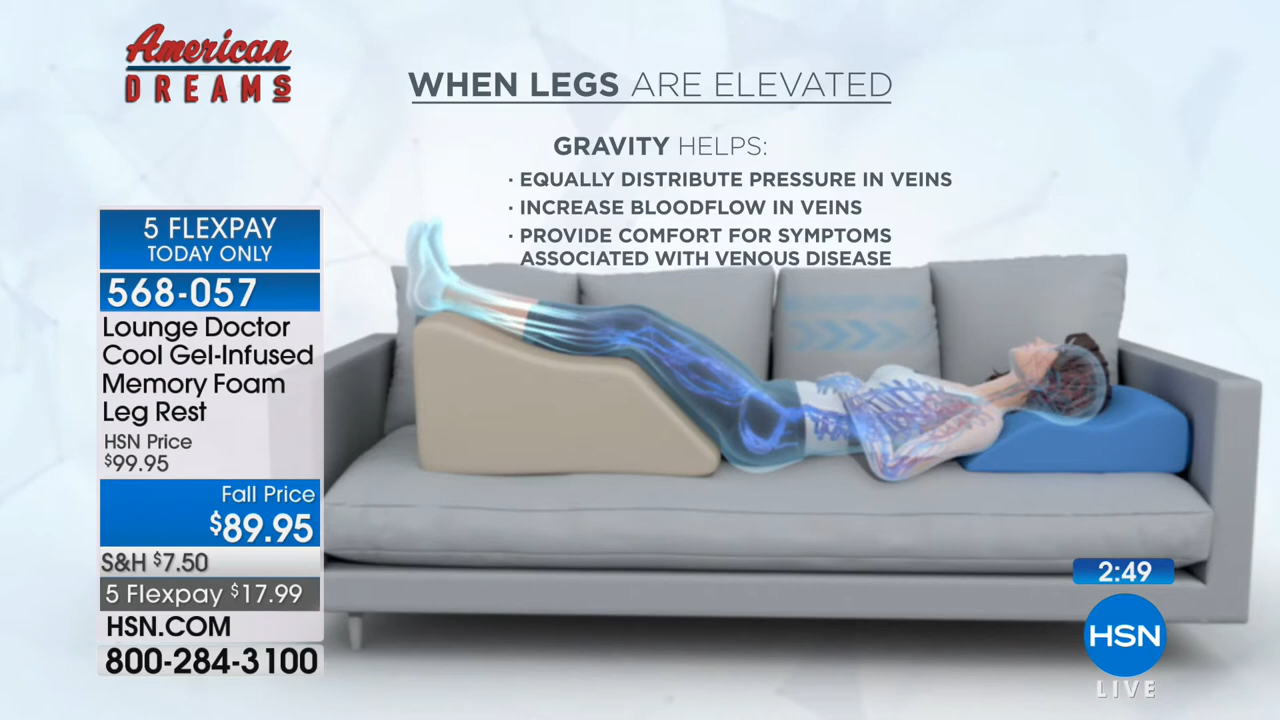 American
DREAMS
WHEN LEGS ARE ELEVATED
GRAVITY HELPS:
· EQUALLY DISTRIBUTE PRESSURE IN VEINS
· INCREASE BLOODFLOW IN VEINS
· PROVIDE COMFORT FOR SYMPTOMS
ASSOCIATED WITH VENOUS DISEASE
5 FLEXPAY
TODAY ONLY
568-057
Lounge Doctor
Cool Gel-Infused
Memory Foam
Leg Rest
HSN Price
$99.95
Fall Price
$89.95
S&H $7.50
5 Flexpay $17.99
HSN.COM
800-284-3100
2:49
HSN
LIVE